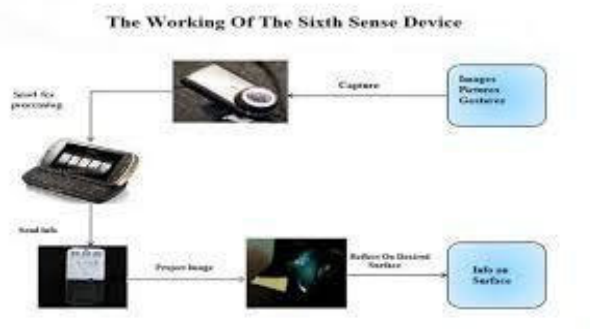 The Working Of The Sixth Sense Device
Images
Pictures
Gestures
Capture
Send for
processing
Send Info
Project Image
Reflect On Desired
Surface
Info on
Surface